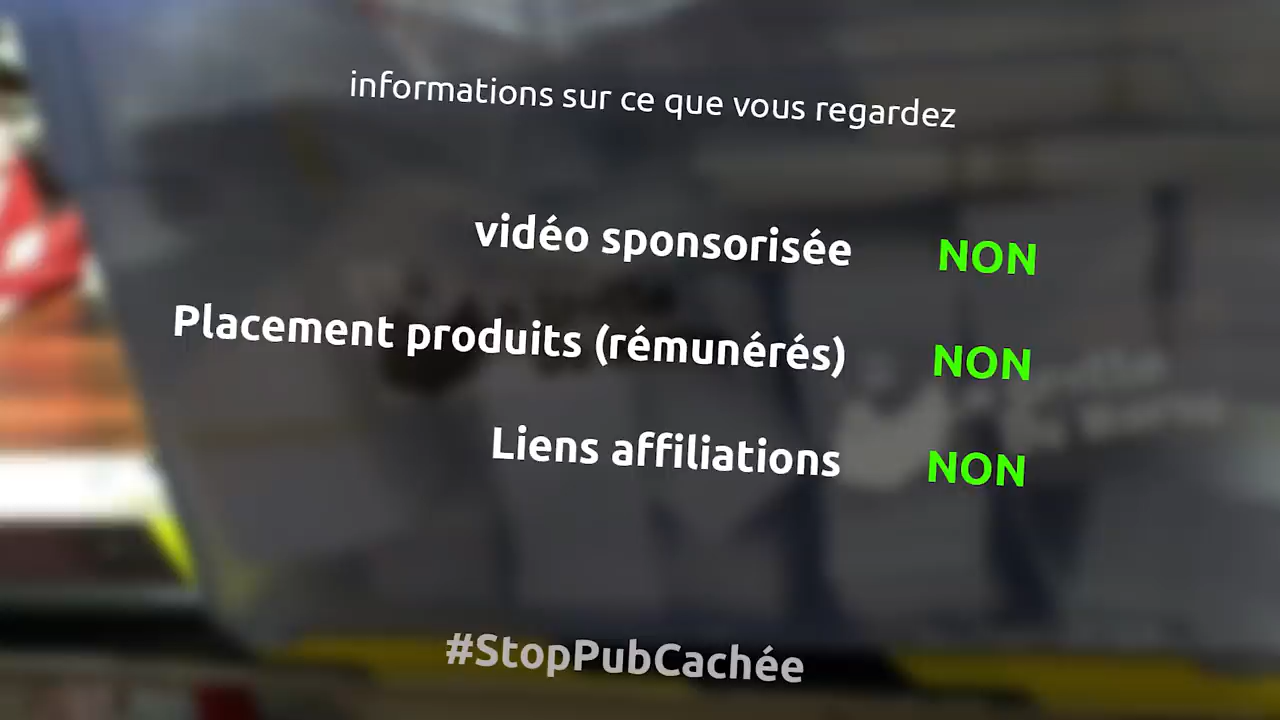 informations sur ce que vous regardez
vidéo sponsorisée NON
Placement produits (rémunérés) NON
Liens affiliations NON
#StopPubCachée